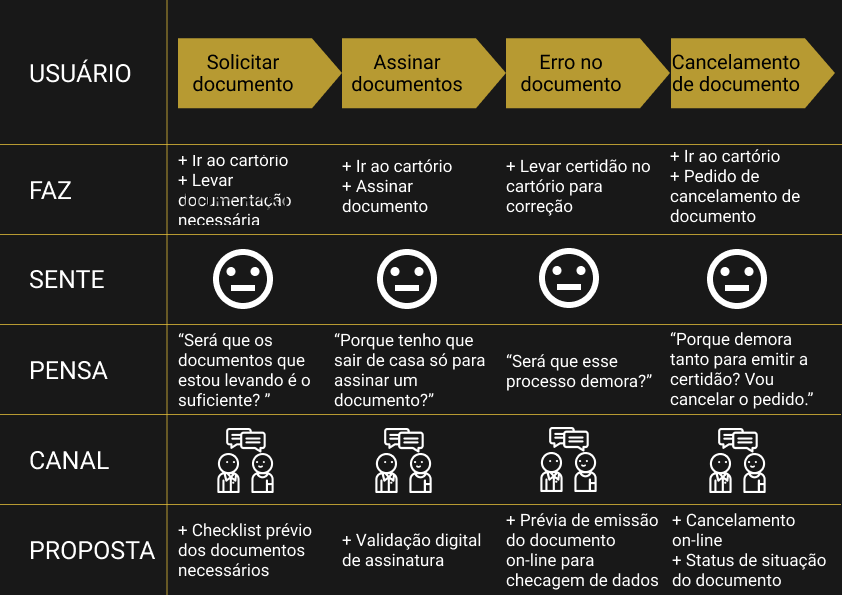 USUÁRIO
Solicitar
documento
Assinar
documentos
Erro no
documento
Cancelamento
de documento
FAZ
+ Ir ao cartório
+ Levar
documentação
necessária
+ Ir ao cartório
+ Assinar
documento
+ Levar certidão no
cartório para
correção
+ Ir ao cartório
+ Pedido de
cancelamento de
documento
SENTE
PENSA
“Será que os
documentos que
estou levando é o
suficiente? ”
“Porque tenho que
sair de casa só para
assinar um
documento?”
“Será que esse
processo demora?”
“Porque demora
tanto para emitir a
certidão? Vou
cancelar o pedido.”
CANAL
PROPOSTA
+ Checklist prévio
dos documentos
necessários
+ Validação digital
de assinatura
+ Prévia de emissão
do documento
on-line para
checagem de dados
+ Cancelamento
on-line
+ Status de situação
do documento